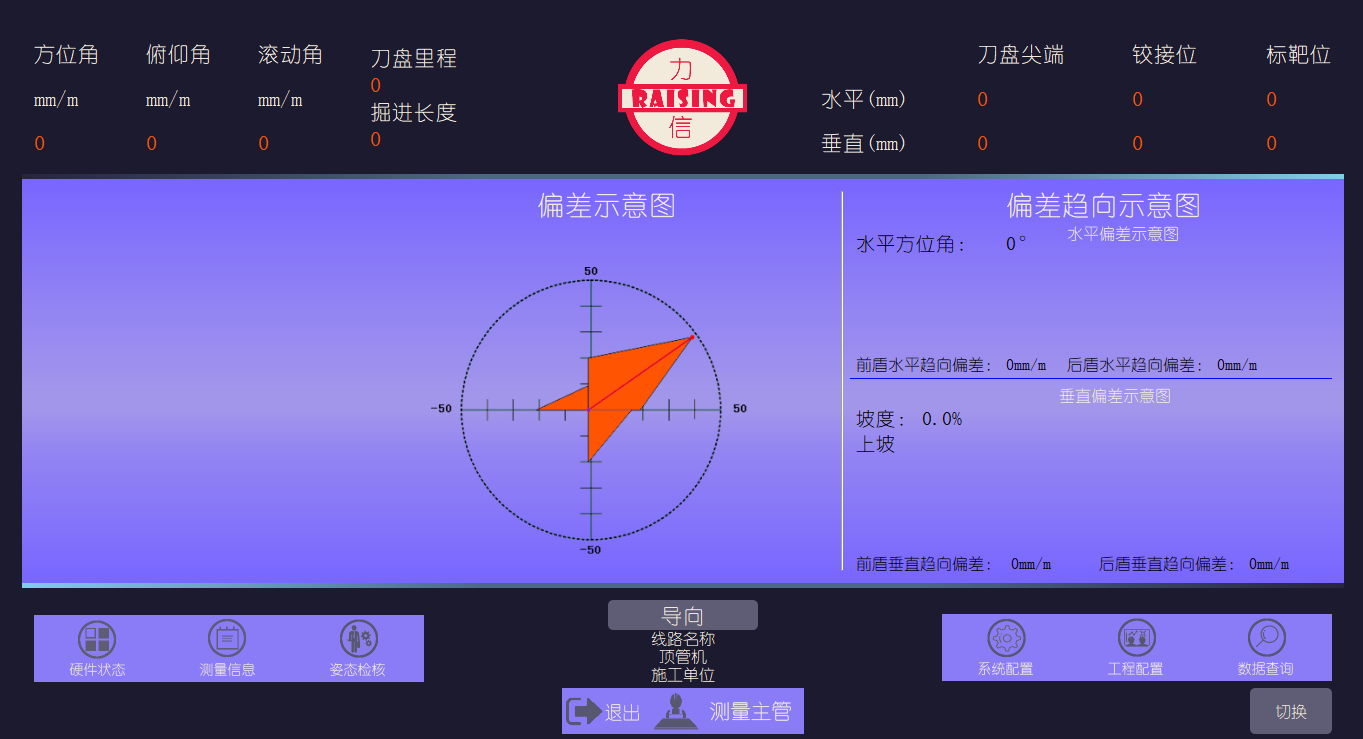 方位角 俯仰角 滚动角 刀盘里程
mm/m mm/m mm/m 0
掘进长度
0 0 0 0
力
RAISING
信
刀盘尖端 铰接位 标靶位
水平(mm) 0 0 0
垂直(mm) 0 0 0
偏差示意图
50
-50 50
-50
偏差趋向示意图
水平偏差示意图
水平方位角: 0°
前盾水平趋向偏差: 0mm/m 后盾水平趋向偏差: 0mm/m
垂直偏差示意图
坡度: 0.0%
上坡
前盾垂直趋向偏差: 0mm/m 后盾垂直趋向偏差: 0mm/m
硬件状态 测量信息 姿态检核
导向
线路名称
顶管机
施工单位
退出 测量主管
系统配置 工程配置 数据查询
切换